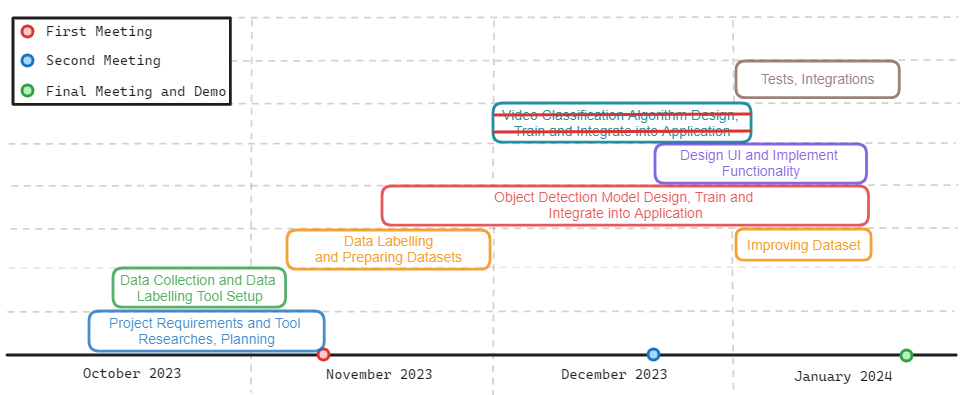 First Meeting
Second Meeting
Final Meeting and Demo
Tests, Integrations
Video Classification Algorithm Design,
Train and Integrate into Application
Design UI and Implement
Functionality
Object Detection Model Design, Train and
Integrate into Application
Data Labelling
and Preparing Datasets
Improving Dataset
Data Collection and Data
Labelling Tool Setup
Project Requirements and Tool
Researches, Planning
October 2023
November 2023
December 2023
January 2024